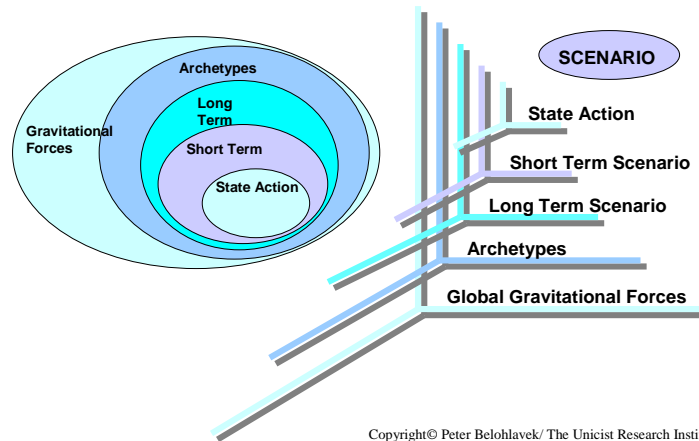 Archetypes
Long
Term
Gravitational
Forces
Short Term
State Action
SCENARIO
State Action
Short Term Scenario
Long Term Scenario
Archetypes
Global Gravitational Forces
Copyright© Peter Belohlavek/ The Unicist Research Insti